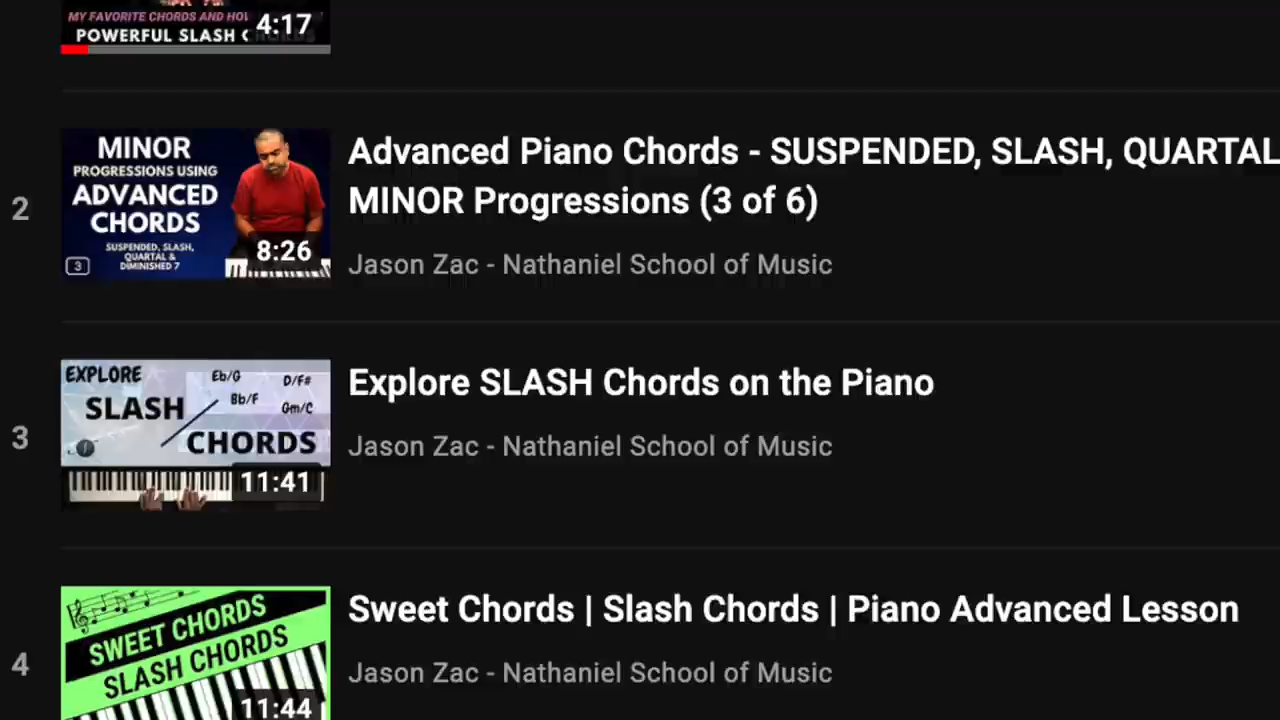 MY FAVORITE CHORDS AND
4:17
POWERFUL SLASH
2
MINOR
PROGRESSIONS USING
ADVANCED
CHORDS
SUSPENDED, SLASH,
QUARTAL &
DIMINISHED 7
3
8:26
Advanced Piano Chords - SUSPENDED, SLASH, QUARTAL
MINOR Progressions (3 of 6)
Jason Zac - Nathaniel School of Music
3
EXPLORE
SLASH
CHORDS
Eb/G
D/F#
Bb/F
Gm/C
11:41
Explore SLASH Chords on the Piano
Jason Zac - Nathaniel School of Music
4
SWEET CHORDS
SLASH CHORDS
11:44
Sweet Chords | Slash Chords | Piano Advanced Lesson
Jason Zac - Nathaniel School of Music